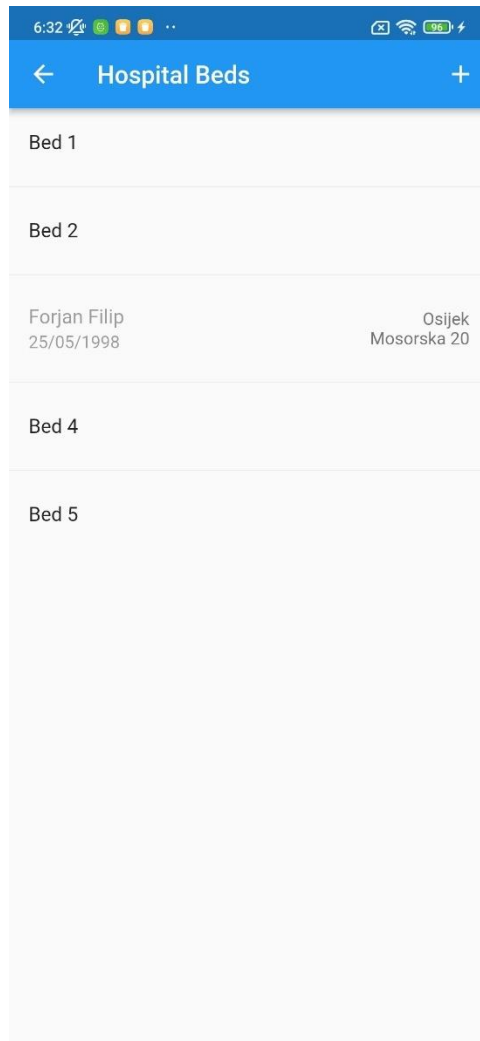 6:32
96
Hospital Beds
Bed 1
Bed 2
Forjan Filip
Osijek
25/05/1998
Mosorska 20
Bed 4
Bed 5